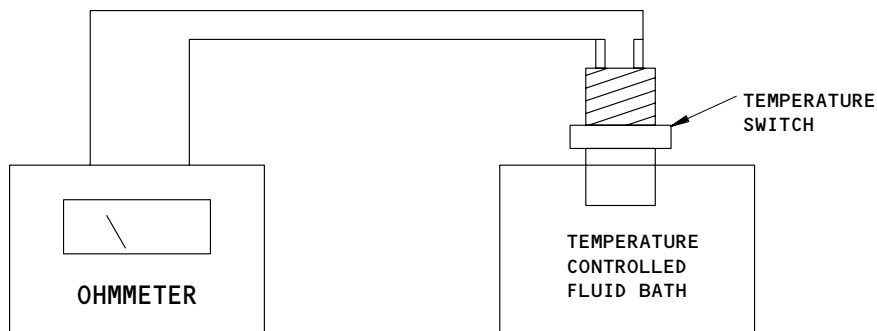 TEMPERATURE
SWITCH
TEMPERATURE
CONTROLLED
FLUID BATH
OHMMETER